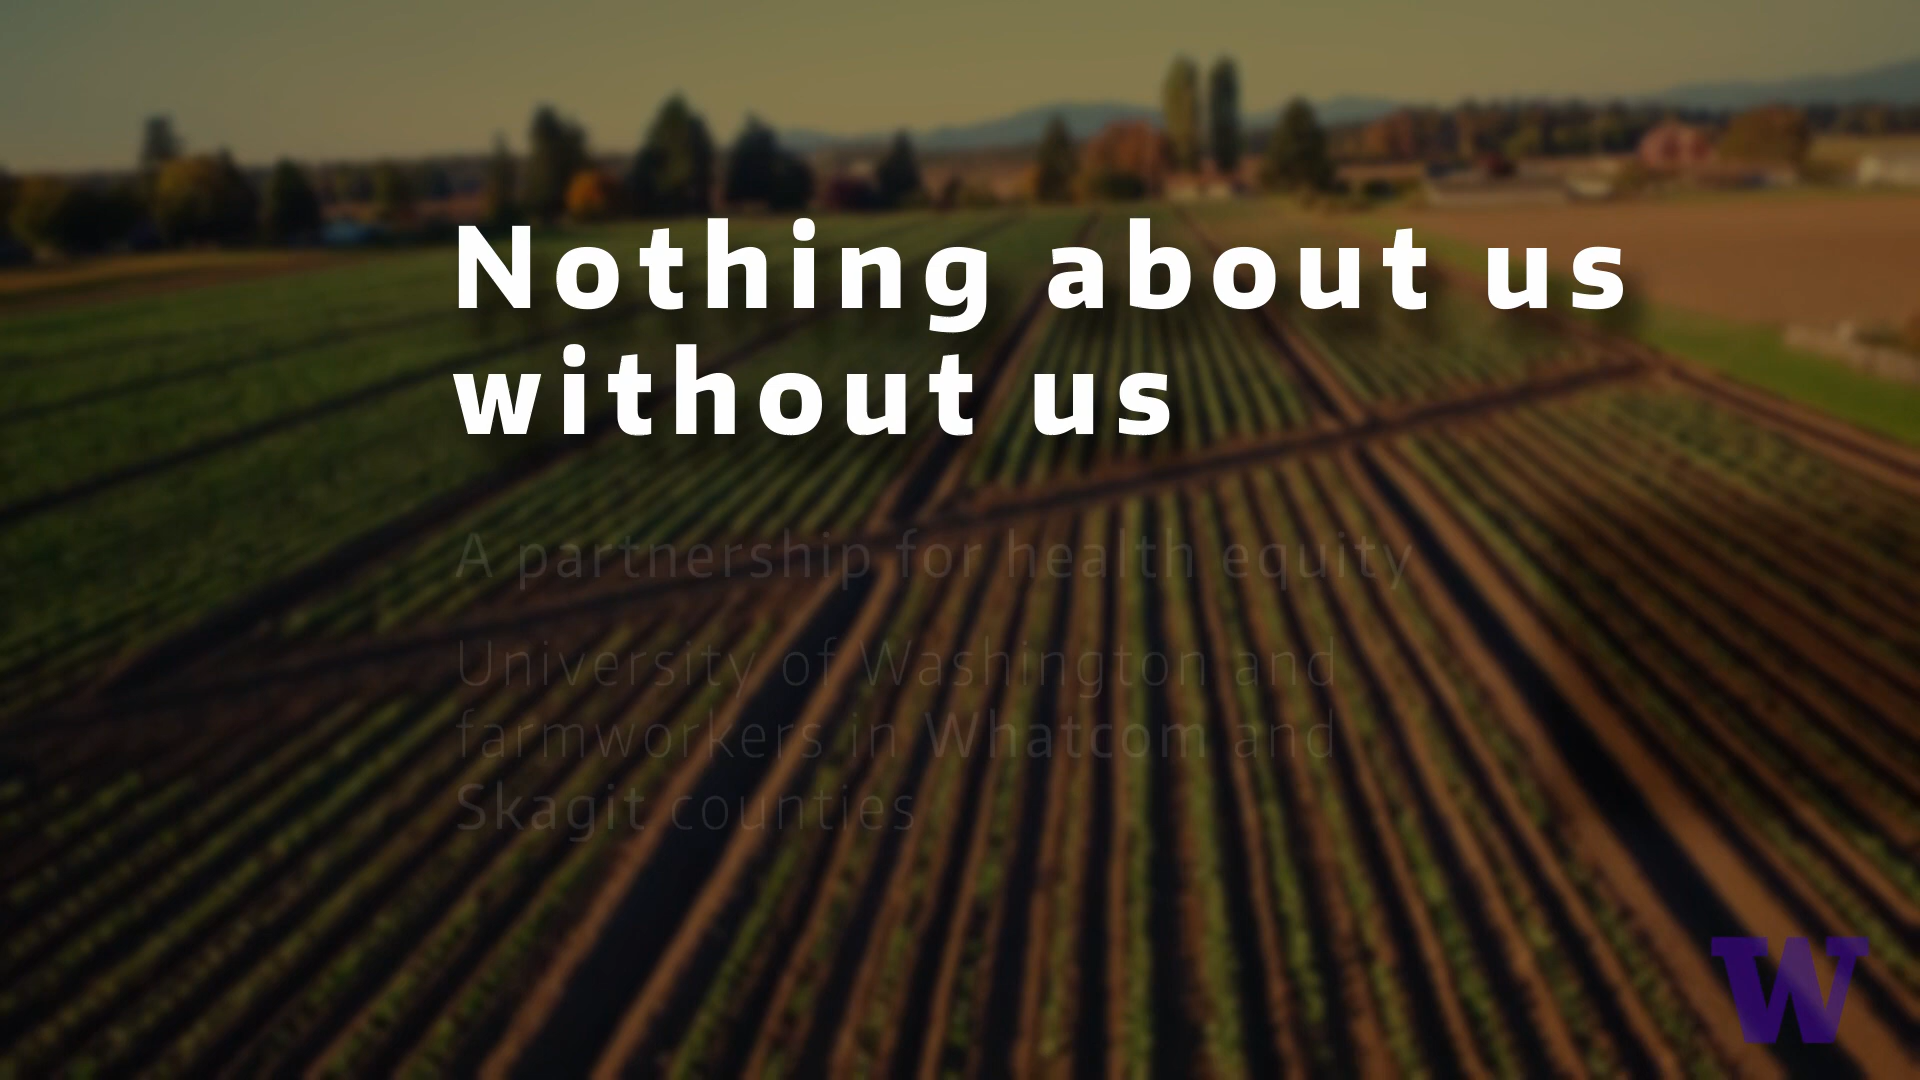 Nothing about us
without us
A partnership for health equity
University of Washington and
farmworkers in Whatcom and
Skagit counties
W